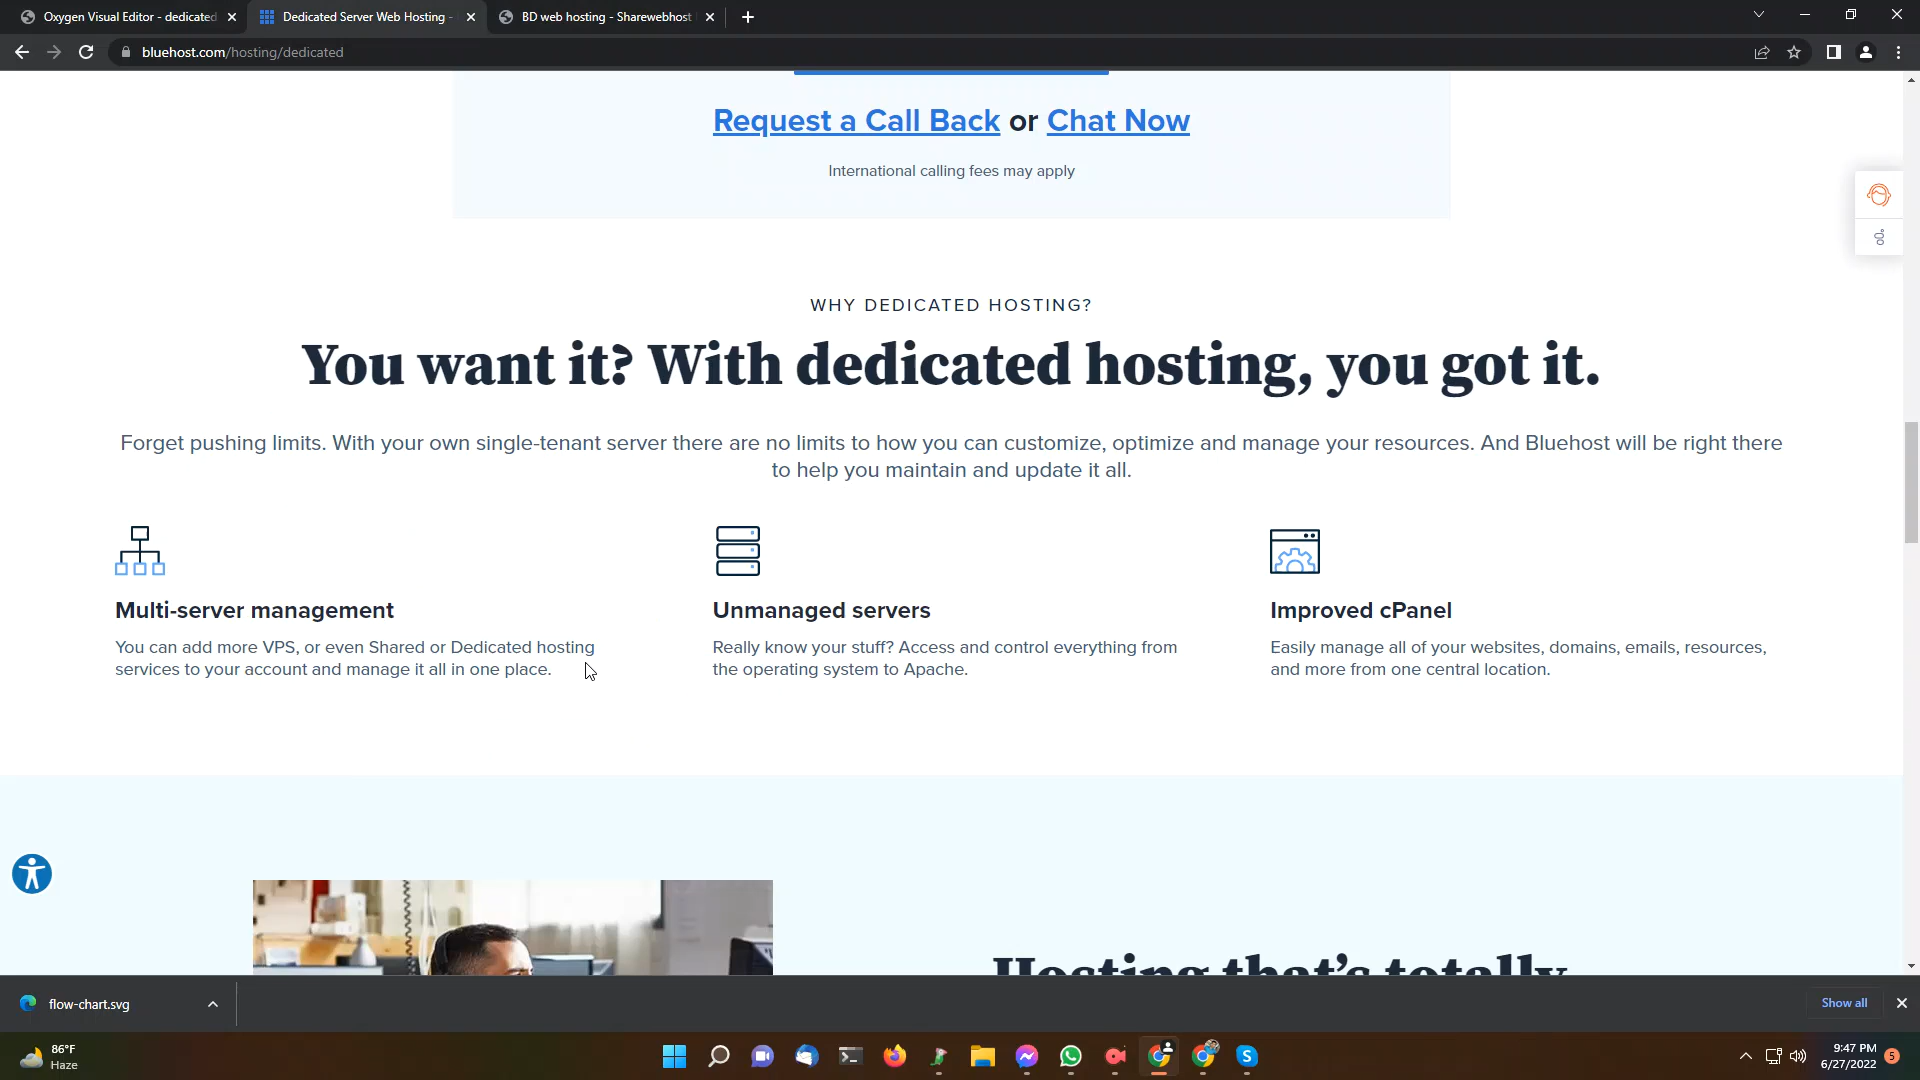 Oxygen Visual Editor - dedicated
Dedicated Server Web Hosting -
BD web hosting - Sharewebhost
bluehost.com/hosting/dedicated
Request a Call Back or Chat Now
International calling fees may apply
WHY DEDICATED HOSTING?
You want it? With dedicated hosting, you got it.
Forget pushing limits. With your own single-tenant server there are no limits to how you can customize, optimize and manage your resources. And Bluehost will be right there
to help you maintain and update it all.
Multi-server management
You can add more VPS, or even Shared or Dedicated hosting
services to your account and manage it all in one place.
Unmanaged servers
Really know your stuff? Access and control everything from
the operating system to Apache.
Improved cPanel
Easily manage all of your websites, domains, emails, resources,
and more from one central location.
Hosting that's totally
flow-chart.svg
Show all
86°F
Haze
9:47 PM
6/27/2022
5